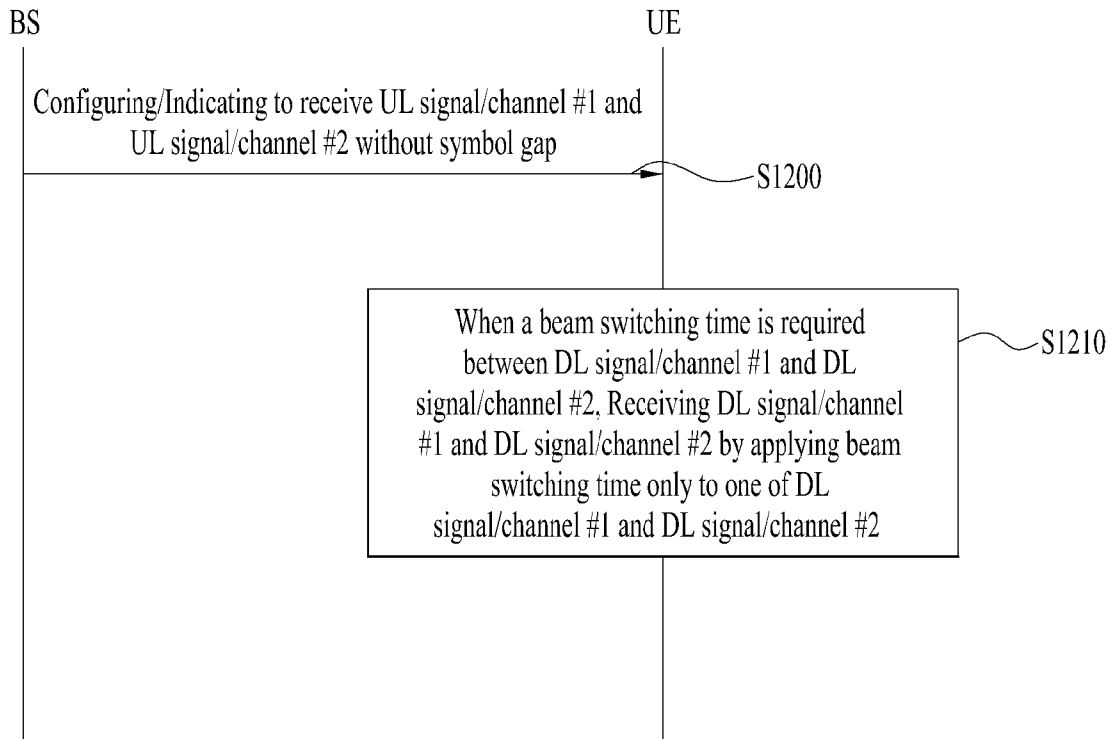 BS
UE
Configuring/Indicating to receive UL signal/channel #1 and
UL signal/channel #2 without symbol gap
S1200
When a beam switching time is required
between DL signal/channel #1 and DL
signal/channel #2, Receiving DL signal/channel
#1 and DL signal/channel #2 by applying beam
switching time only to one of DL
signal/channel #1 and DL signal/channel #2
S1210